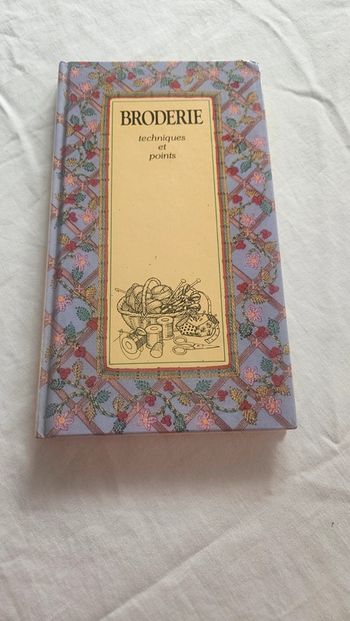 BRODERIE
techniques
et
points